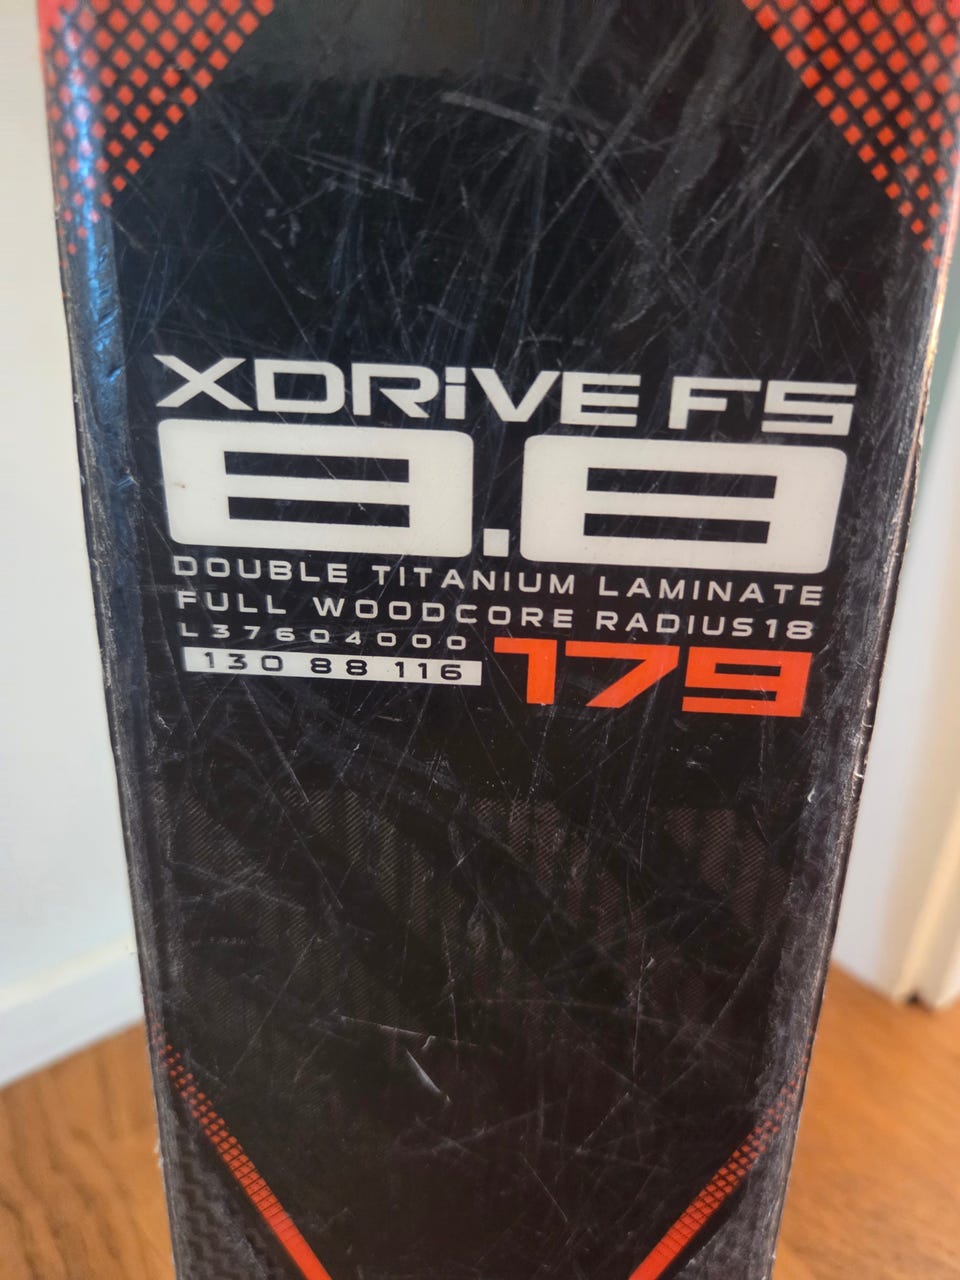 XDRiVE FS
8.8
DOUBLE TITANIUM LAMINATE
FULL WOODCORE RADIUS18
L37604000
130 88 116
179